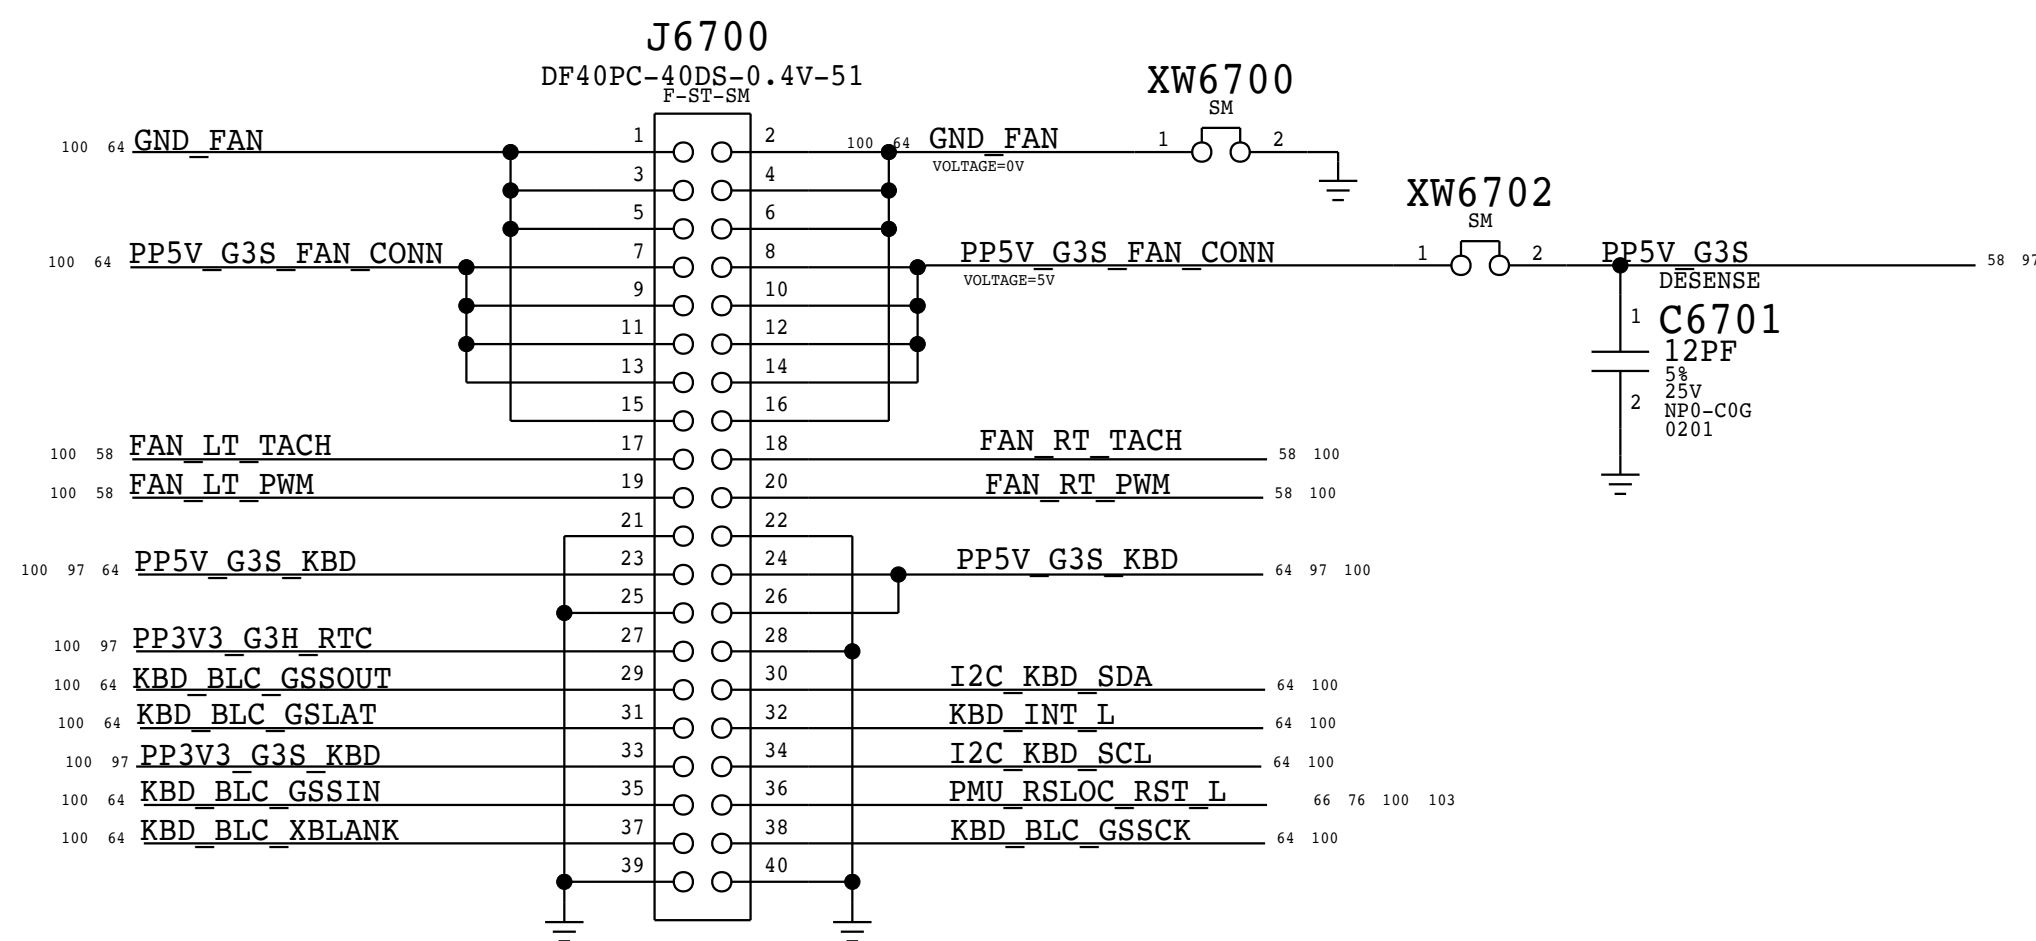 J6700
DF40PC-40DS-0.4V-51
F-ST-SM
XW6700
SM
100 64 GND_FAN 1 2 100 64 GND_FAN 1 2
VOLTAGE=0V
3 4
XW6702
SM
5 6
100 64 PP5V_G3S_FAN_CONN 7 8 PP5V_G3S_FAN_CONN 1 2 PP5V_G3S 58 97
VOLTAGE=5V
DESENSE
9 10
11 12
1 C6701
12PF
5%
25V
2 NP0-C0G
0201
13 14
15 16
100 58 FAN_LT_TACH 17 18 FAN_RT_TACH 58 100
100 58 FAN_LT_PWM 19 20 FAN_RT_PWM 58 100
21 22
100 97 64 PP5V_G3S_KBD 23 24 PP5V_G3S_KBD 64 97 100
25 26
100 97 PP3V3_G3H_RTC 27 28
100 64 KBD_BLC_GSSOUT 29 30 I2C_KBD_SDA 64 100
100 64 KBD_BLC_GSLAT 31 32 KBD_INT_L 64 100
100 97 PP3V3_G3S_KBD 33 34 I2C_KBD_SCL 64 100
100 64 KBD_BLC_GSSIN 35 36 PMU_RSLOC_RST_L 66 76 100 103
100 64 KBD_BLC_XBLANK 37 38 KBD_BLC_GSSCK 64 100
39 40